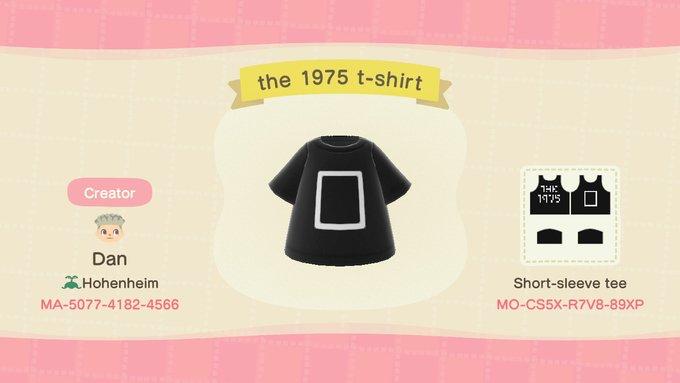 the 1975 t-shirt
Creator
Dan
Hohenheim
MA-5077-4182-4566
THE
1975
Short-sleeve tee
MO-CS5X-R7V8-89XP